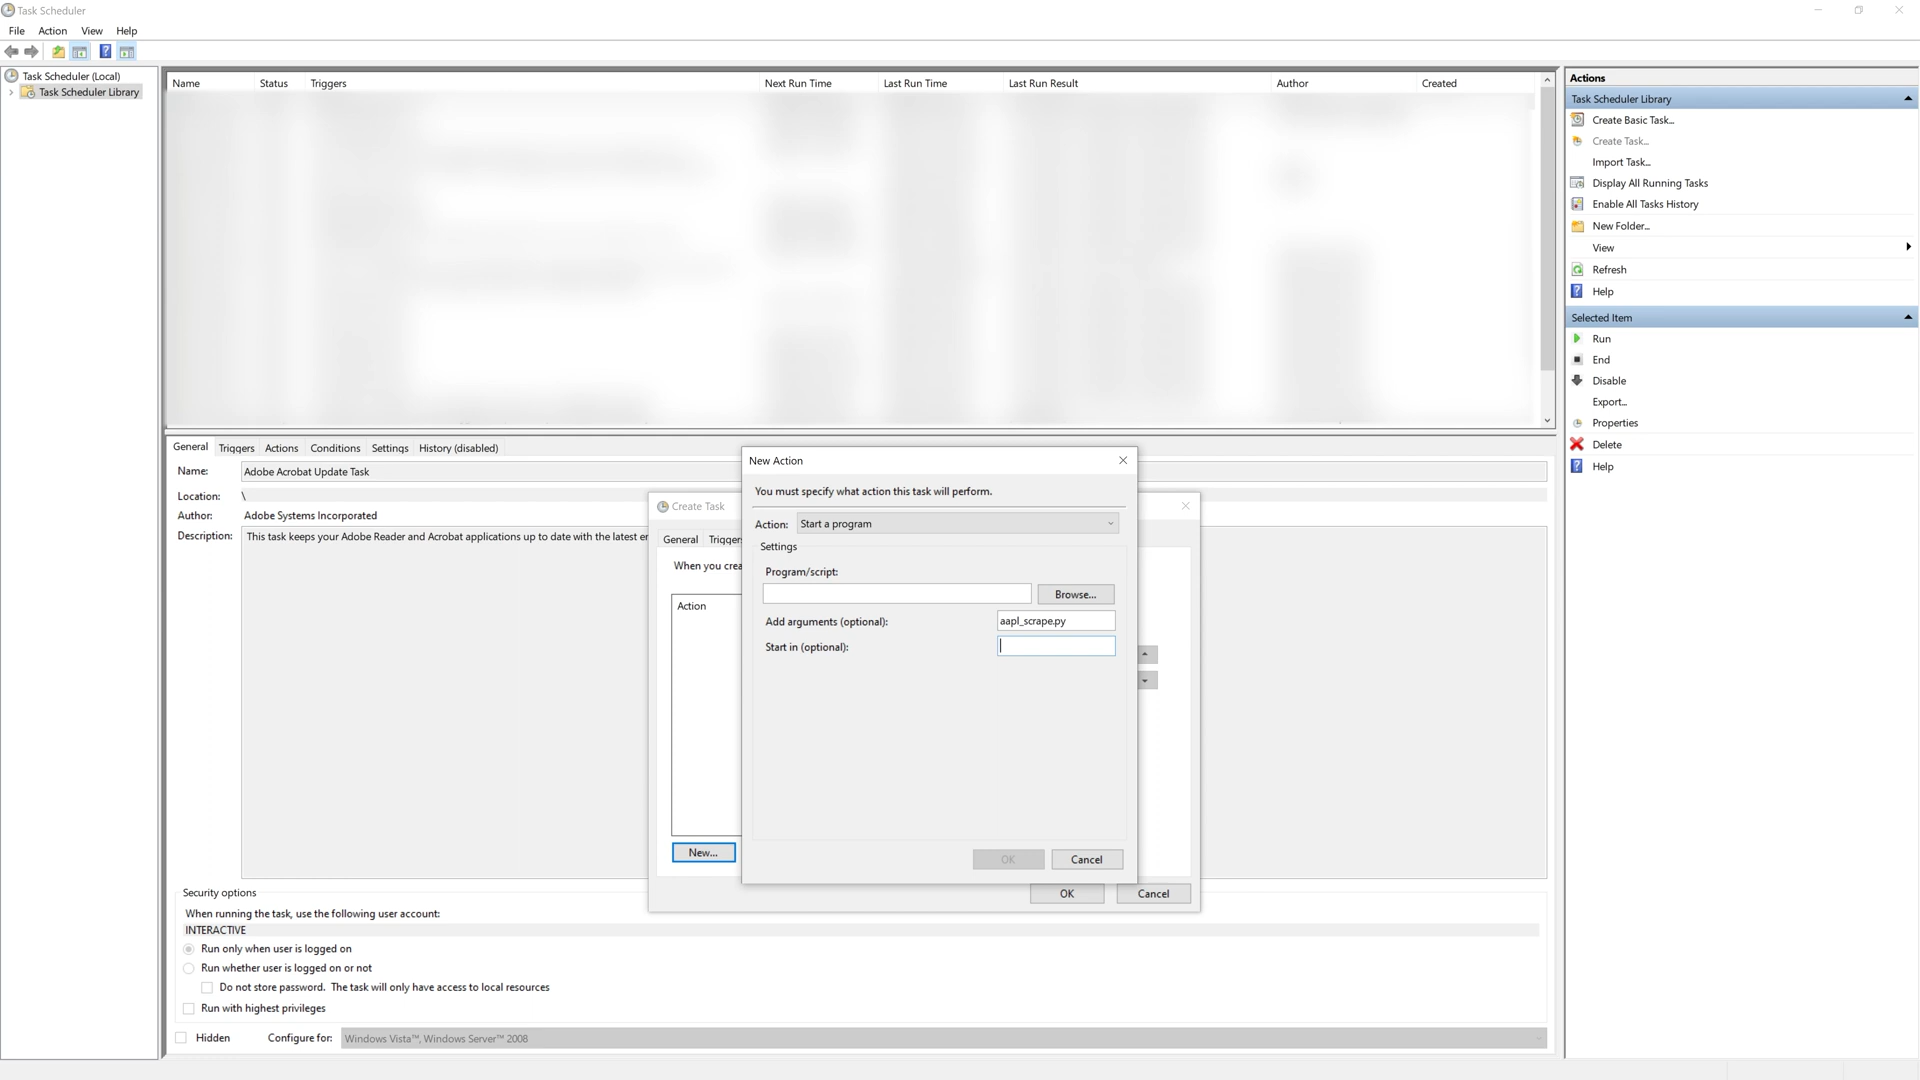 Task Scheduler
File Action View Help
Task Scheduler (Local)
Task Scheduler Library
Name Status Triggers Next Run Time Last Run Time Last Run Result Author Created
Actions
Task Scheduler Library
Create Basic Task...
Create Task...
Import Task...
Display All Running Tasks
Enable All Tasks History
New Folder...
View
Refresh
Help
Selected Item
Run
End
Disable
Export...
Properties
Delete
Help
General Triggers Actions Conditions Settings History (disabled)
Name: Adobe Acrobat Update Task
Location: \
Author: Adobe Systems Incorporated
Description: This task keeps your Adobe Reader and Acrobat applications up to date with the latest er
Create Task
General Triggers
When you crea
Action
New...
OK Cancel
New Action
You must specify what action this task will perform.
Action: Start a program
Settings
Program/script:
Browse...
Add arguments (optional): aapl_scrape.py
Start in (optional):
OK Cancel
Security options
When running the task, use the following user account:
INTERACTIVE
Run only when user is logged on
Run whether user is logged on or not
Do not store password. The task will only have access to local resources
Run with highest privileges
Hidden Configure for: Windows Vista™, Windows Server™ 2008